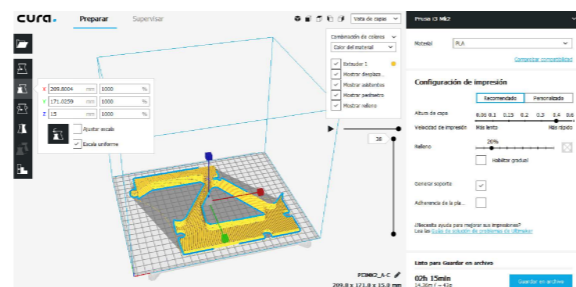 cura.
Preparar
Supervisar
Vista de capas
Prusa i3 Mk2
Material
PLA
Comprobar compatibilidad
Combinación de colores
Color del material
Extrusor 1
Mostrar desplaz...
Mostrar asistentes
Mostrar perímetro
Mostrar relleno
X 209.8004 mm 1000 %
Y 171.0259 mm 1000 %
Z 15 mm 1000 %
Ajustar escala
Escala uniforme
Configuración de impresión
Recomendado
Personalizado
Altura de capa
0.06 0.1 0.15 0.2 0.3 0.4 0.6
Velocidad de impresión
Más lento
Más rápido
Relleno
20%
Habilitar gradual
Generar soporte
Adherencia de la pla...
¿Necesita ayuda para mejorar sus impresiones?
Lea las Guías de solución de problemas de Ultimaker
PI3MK2_A-C
209.8 x 171.0 x 15.0 mm
Listo para Guardar en archivo
02h 15min
Guardar en archivo